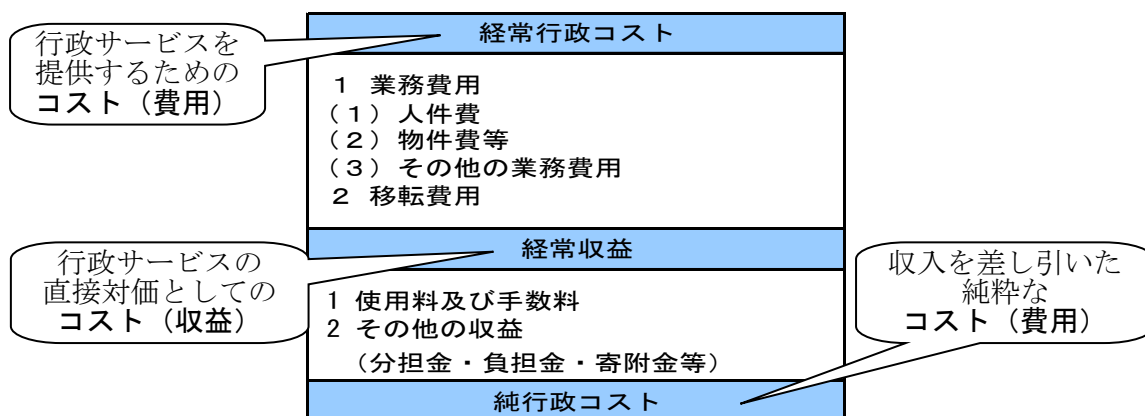 経常行政コスト
行政サービスを
提供するための
コスト（費用）
１ 業務費用
（１）人件費
（２）物件費等
（３）その他の業務費用
２ 移転費用
経常収益
行政サービスの
直接対価としての
コスト（収益）
収入を差し引いた
純粋な
コスト（費用）
１ 使用料及び手数料
２ その他の収益
（分担金・負担金・寄附金等）
純行政コスト